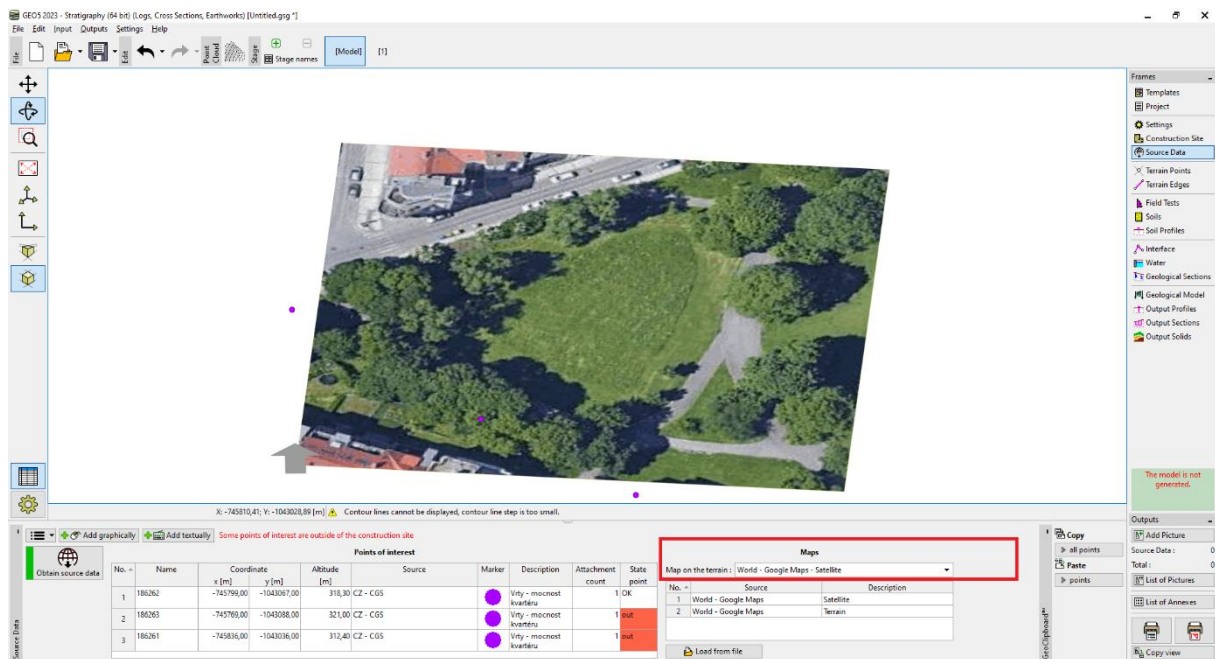 GEO5 2023 - Stratigraphy (64 bit) (Logs, Cross Sections, Earthworks) [Untitled.gsg *]
File Edit Input Outputs Settings Help
File
Edit
Point Cloud
Stage
Stage names
[Model]
[1]
Frames
Templates
Project
Settings
Construction Site
Source Data
Terrain Points
Terrain Edges
Field Tests
Soils
Soil Profiles
Interface
Water
Geological Sections
Geological Model
Output Profiles
Output Sections
Output Solids
The model is not generated.
X: -745810,41; Y: -1043028,89 [m] Contour lines cannot be displayed, contour line step is too small.
Add graphically Add textually Some points of interest are outside of the construction site
Obtain source data
Points of interest
No. Name Coordinate Altitude Source Marker Description Attachment State
x [m] y [m] [m] count point
1 186262 -745799,00 -1043067,00 318,30 CZ - CGS Vrty - mocnost kvartéru 1 OK
2 186263 -745769,00 -1043088,00 321,00 CZ - CGS Vrty - mocnost kvartéru 1 out
3 186261 -745836,00 -1043036,00 312,40 CZ - CGS Vrty - mocnost kvartéru 1 out
Maps
Map on the terrain : World - Google Maps - Satellite
No. Source Description
1 World - Google Maps Satellite
2 World - Google Maps Terrain
Load from file
Source Data
GeoClipboard™
Copy
all points
Paste
points
Outputs
Add Picture
Source Data : 0
Total : 0
List of Pictures
List of Annexes
Copy view